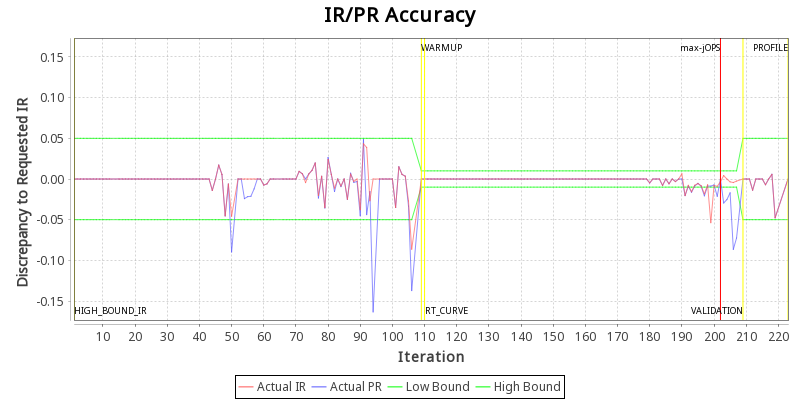 IR/PR Accuracy
Discrepancy to Requested IR
0.15
0.10
0.05
0.00
-0.05
-0.10
-0.15
WARMUP
max-jOPS
PROFILE
HIGH_BOUND_IR
RT_CURVE
VALIDATION
10 20 30 40 50 60 70 80 90 100 110 120 130 140 150 160 170 180 190 200 210 220
Iteration
Actual IR Actual PR Low Bound High Bound